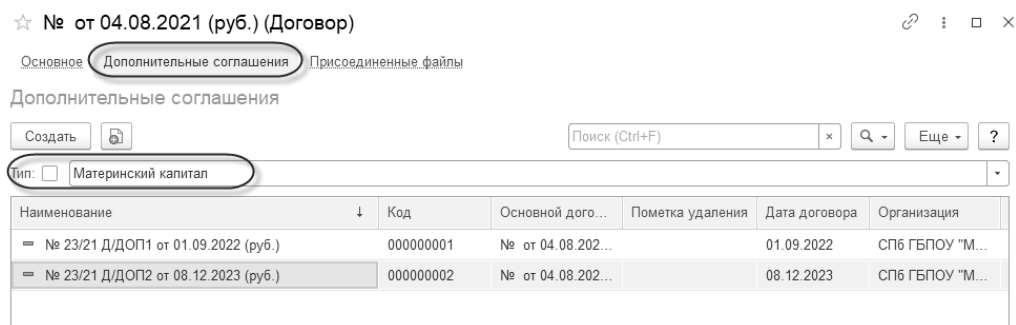 № от 04.08.2021 (руб.) (Договор)
Основное Дополнительные соглашения Присоединенные файлы
Дополнительные соглашения
Создать Поиск (Ctrl+F) × Еще ?
Тип: Материнский капитал
Наименование ↓ Код Основной дого... Пометка удаления Дата договора Организация
№ 23/21 Д/ДОП1 от 01.09.2022 (руб.) 000000001 № от 04.08.202... 01.09.2022 СПб ГБПОУ "М...
№ 23/21 Д/ДОП2 от 08.12.2023 (руб.) 000000002 № от 04.08.202... 08.12.2023 СПб ГБПОУ "М...